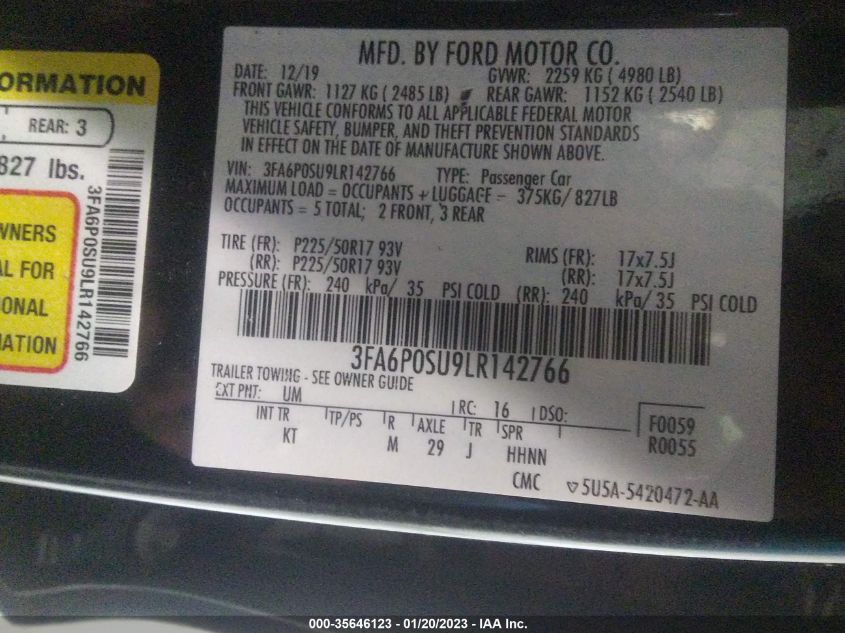 ORMATION
REAR: 3
827 lbs.
WNERS
AL FOR
IONAL
MATION
3FA6P0SU9LR142766
MFD. BY FORD MOTOR CO.
DATE: 12/19 GVWR: 2259 KG ( 4980 LB)
FRONT GAWR: 1127 KG ( 2485 LB) REAR GAWR: 1152 KG ( 2540 LB)
THIS VEHICLE CONFORMS TO ALL APPLICABLE FEDERAL MOTOR
VEHICLE SAFETY, BUMPER, AND THEFT PREVENTION STANDARDS
IN EFFECT ON THE DATE OF MANUFACTURE SHOWN ABOVE.
VIN: 3FA6P0SU9LR142766 TYPE: Passenger Car
MAXIMUM LOAD = OCCUPANTS + LUGGAGE = 375KG/ 827LB
OCCUPANTS = 5 TOTAL; 2 FRONT, 3 REAR
TIRE (FR): P225/50R17 93V RIMS (FR): 17x7.5J
(RR): P225/50R17 93V (RR): 17x7.5J
PRESSURE (FR): 240 kPa/ 35 PSI COLD (RR): 240 kPa/ 35 PSI COLD
3FA6P0SU9LR142766
TRAILER TOWING - SEE OWNER GUIDE
EXT PNT: UM RC: 16 DSO: F0059
INT TR TP/PS R AXLE TR SPR R0055
KT M 29 J HHNN
CMC 5U5A-5420472-AA
000-35646123 — 01/20/2023 — IAA Inc.